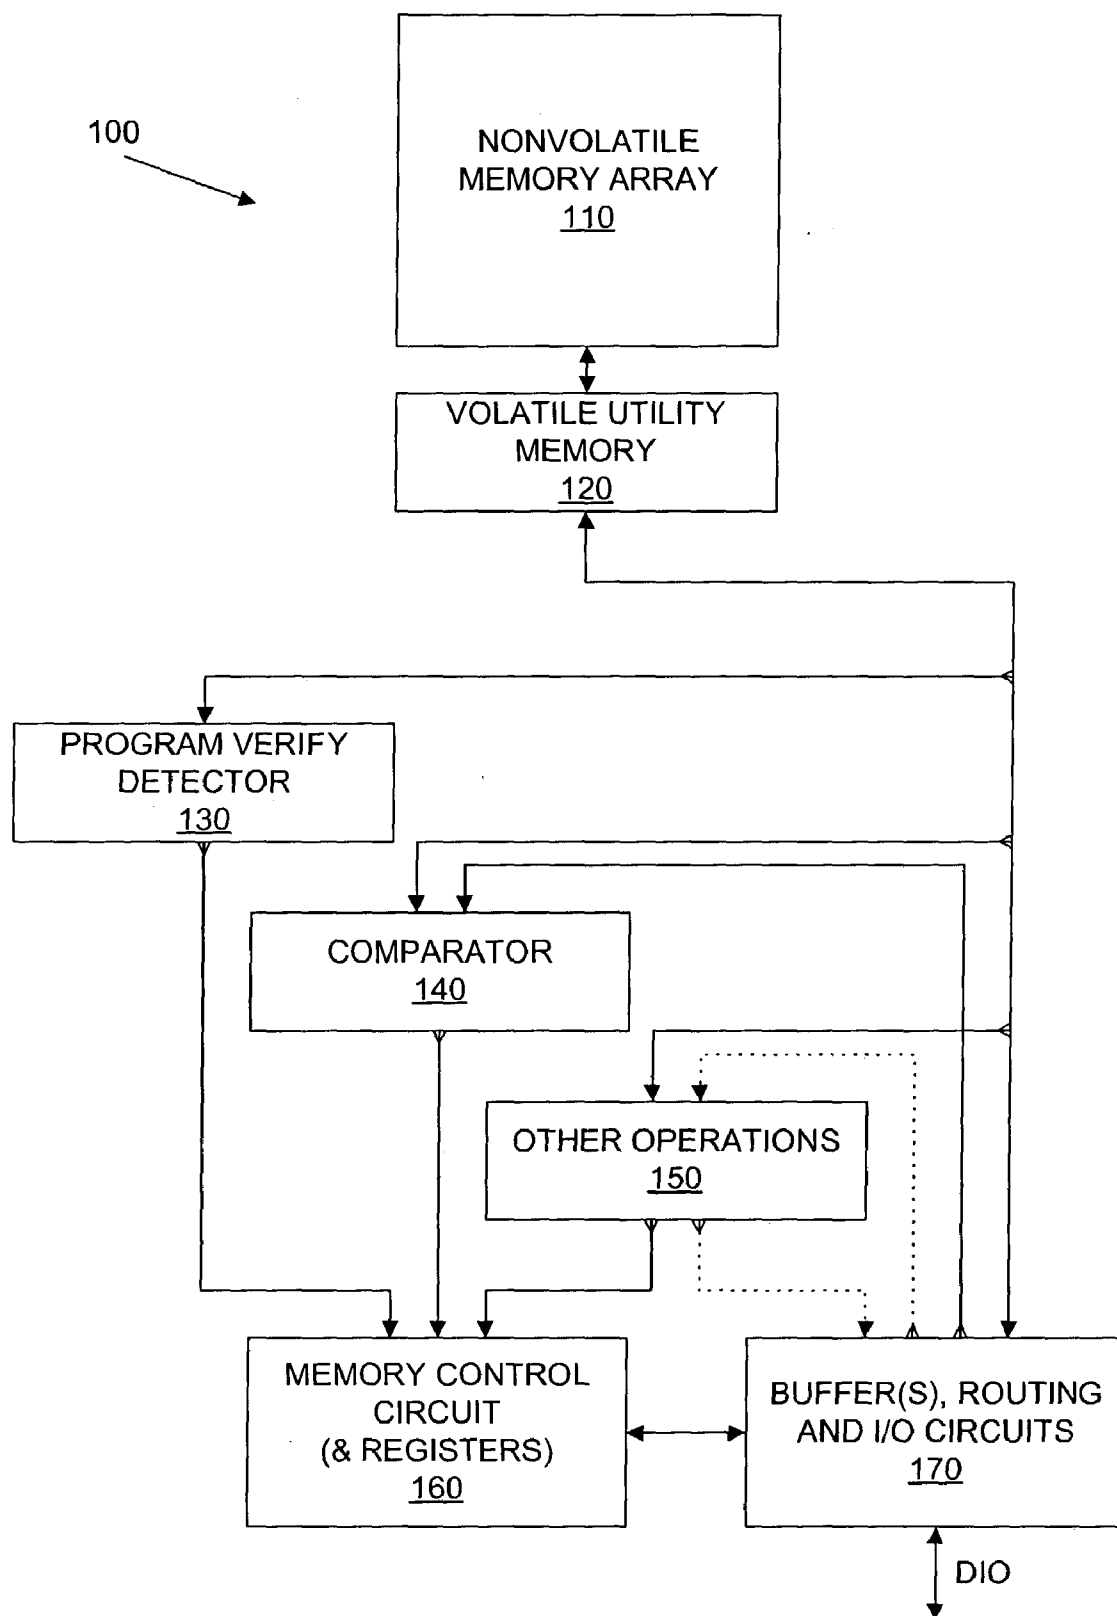 100
NONVOLATILE
MEMORY ARRAY
110
VOLATILE UTILITY
MEMORY
120
PROGRAM VERIFY
DETECTOR
130
COMPARATOR
140
OTHER OPERATIONS
150
MEMORY CONTROL
CIRCUIT
(& REGISTERS)
160
BUFFER(S), ROUTING
AND I/O CIRCUITS
170
DIO